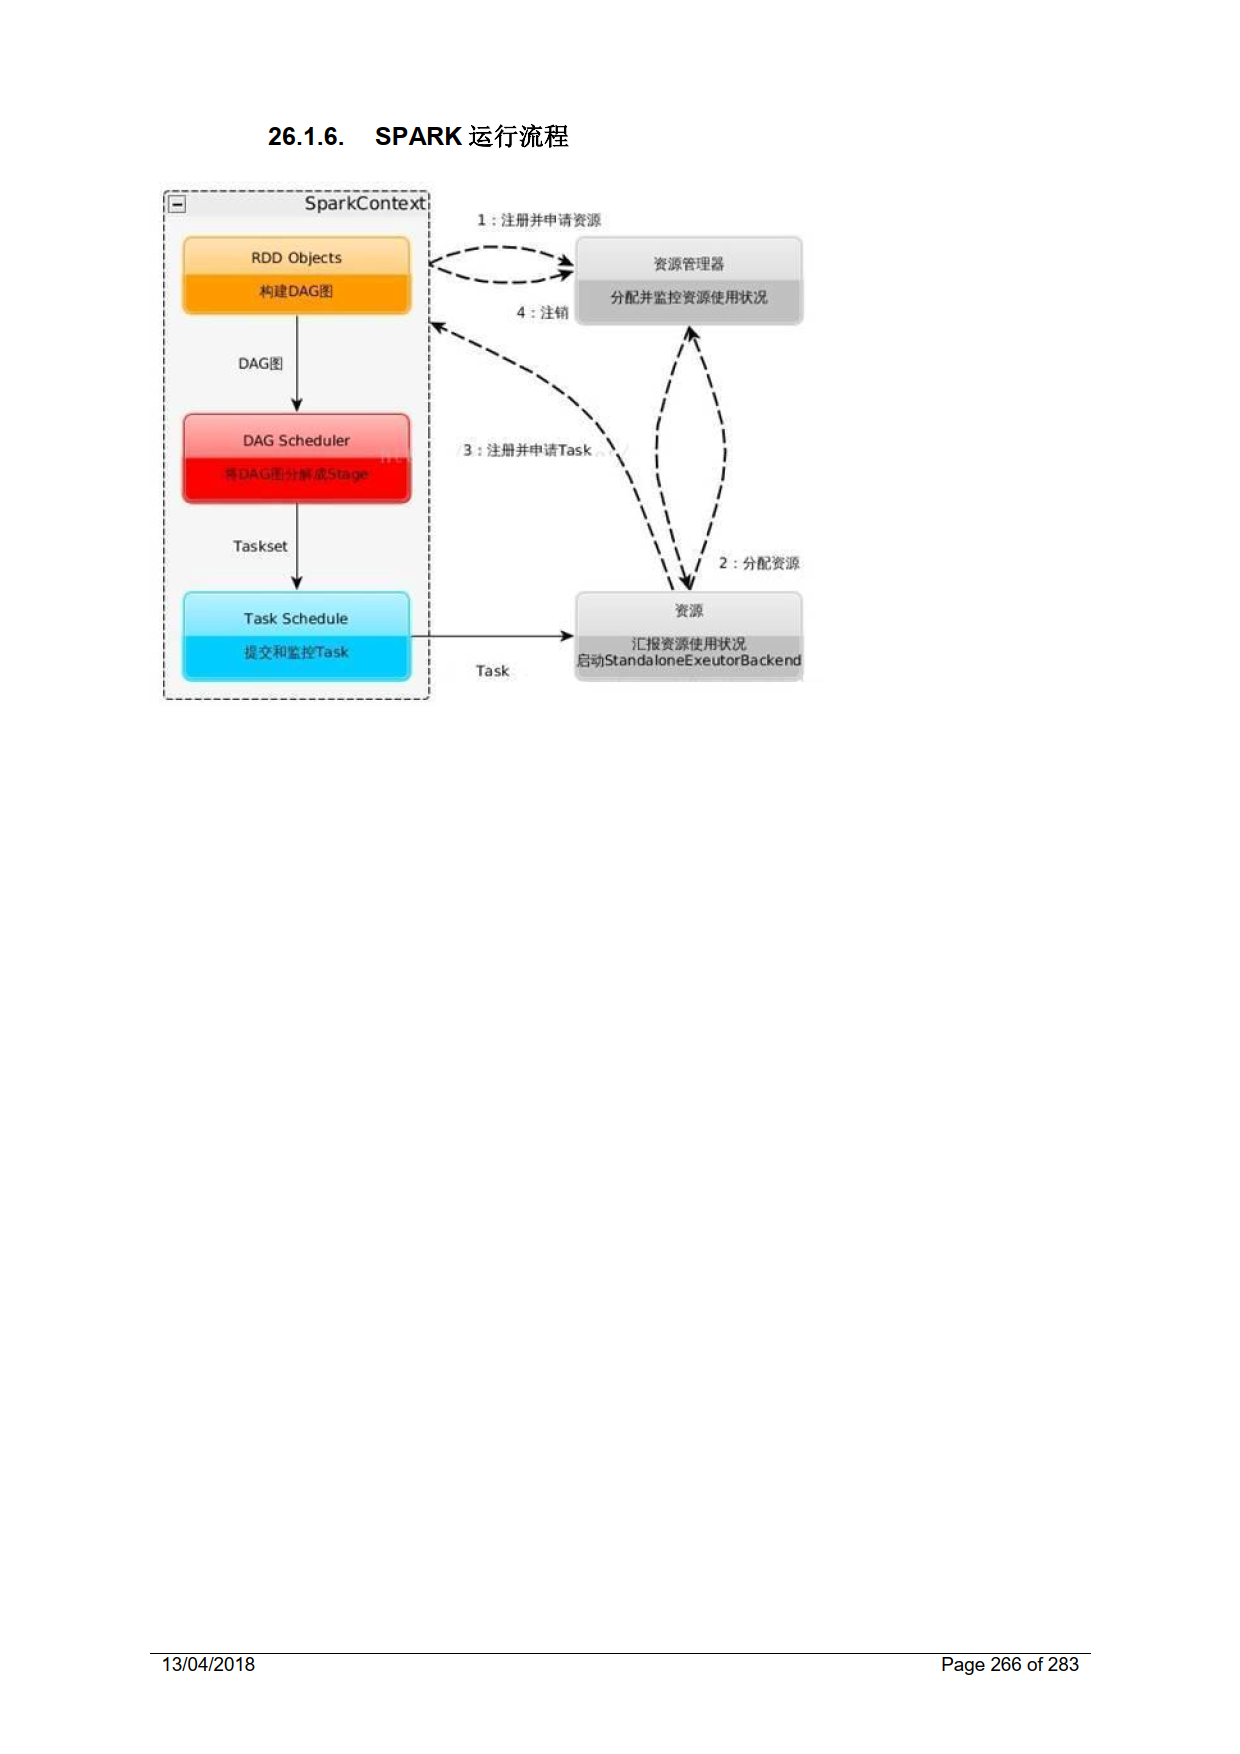 26.1.6. SPARK 运行流程
SparkContext
1：注册并申请资源
RDD Objects
构建DAG图
资源管理器
分配并监控资源使用状况
4：注销
DAG图
DAG Scheduler
将DAG图分解成Stage
3：注册并申请Task
Taskset
2：分配资源
Task Schedule
提交和监控Task
资源
汇报资源使用状况
启动StandaloneExeutorBackend
Task
13/04/2018
Page 266 of 283